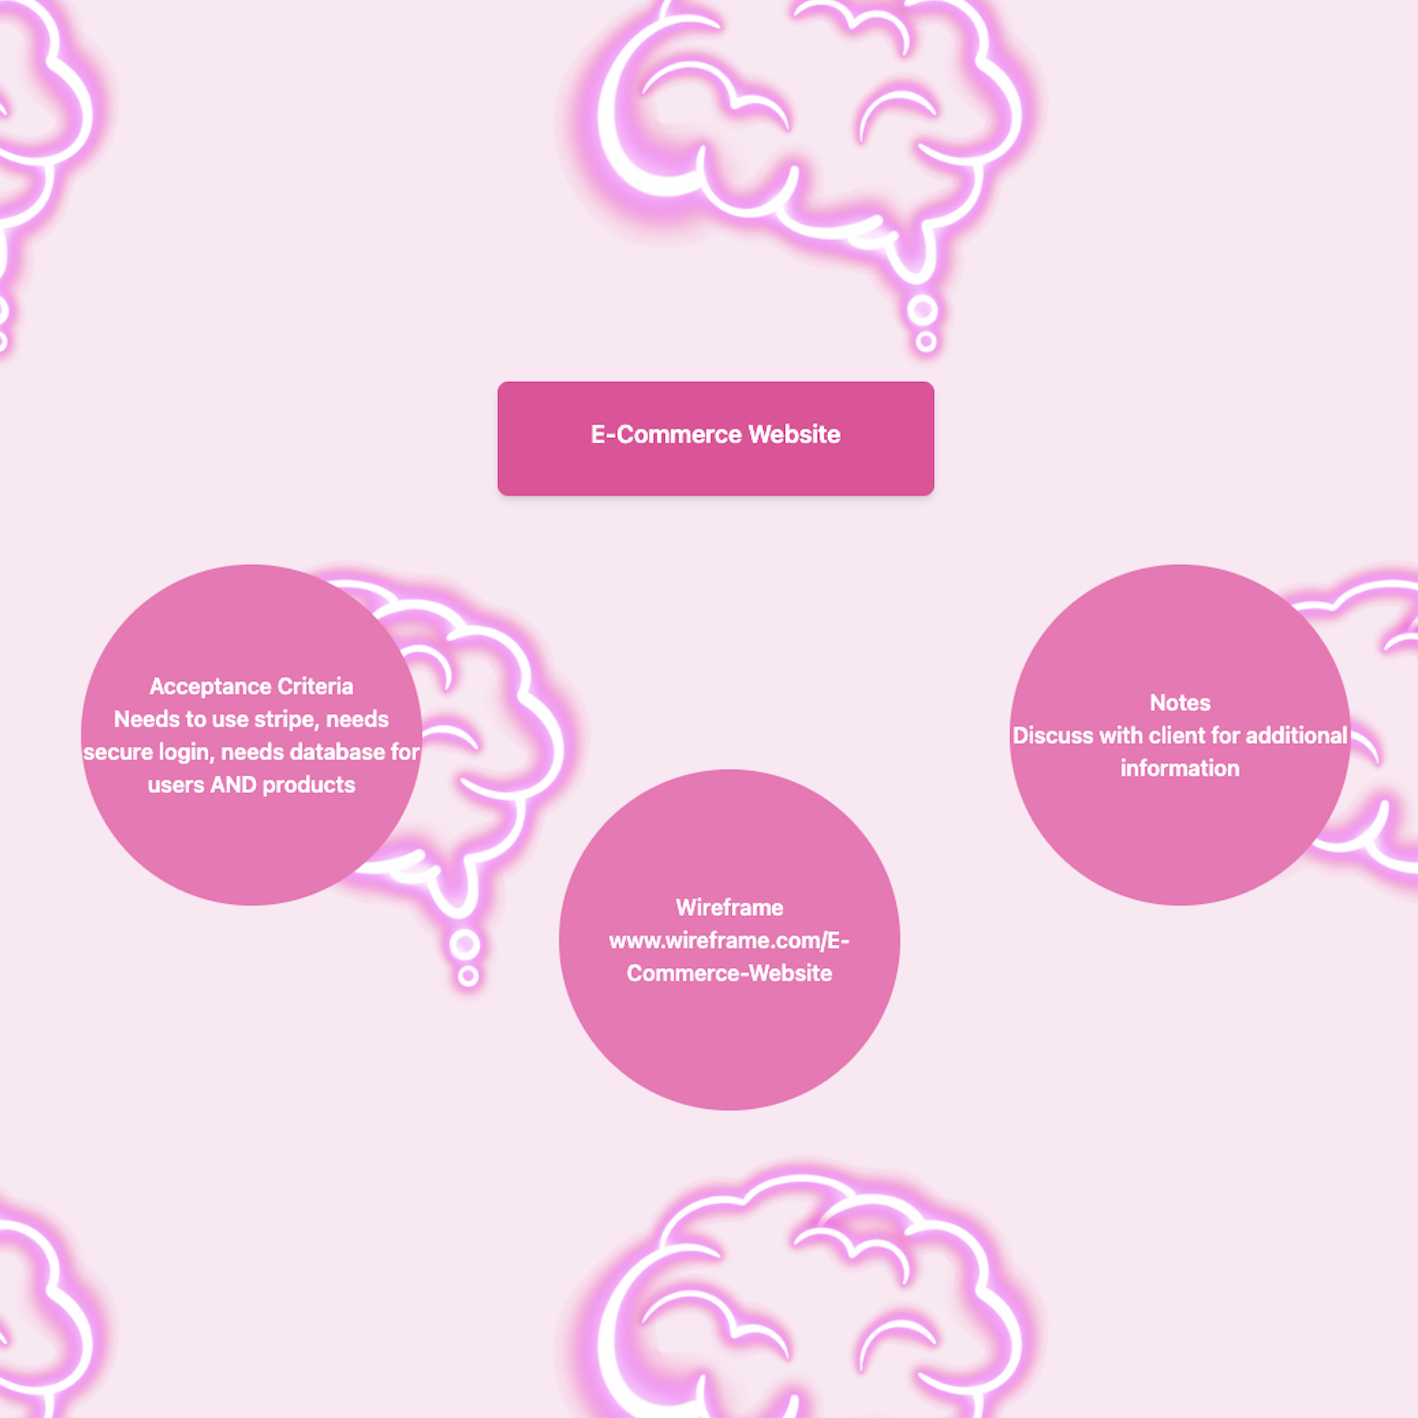 E-Commerce Website
Acceptance Criteria
Needs to use stripe, needs
secure login, needs database for
users AND products
Notes
Discuss with client for additional
information
Wireframe
www.wireframe.com/E-
Commerce-Website